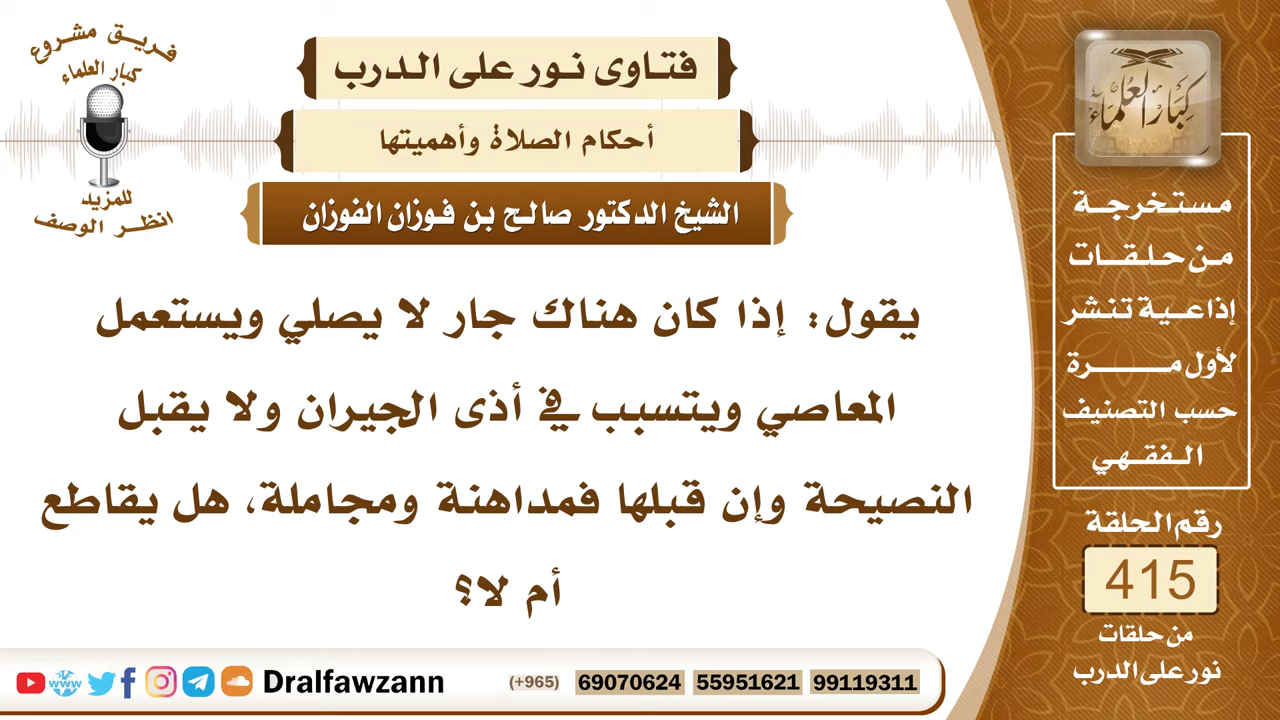 فريق مشروع
كبار العلماء
للمزيد
انظر الوصف
فتاوى نور على الدرب
أحكام الصلاة وأهميتها
الشيخ الدكتور صالح بن فوزان الفوزان
يقول: إذا كان هناك جار لا يصلي ويستعمل
المعاصي ويتسبب في أذى الجيران ولا يقبل
النصيحة وإن قبلها فمداهنة ومجاملة، هل يقاطع
أم لا؟
كبار العلماء
مستخرجة
من حلقات
إذاعية تنشر
لأول مرة
حسب التصنيف
الفقهي
رقم الحلقة
415
من حلقات
نور على الدرب
www Dralfawzann (+965) 69070624 55951621 99119311